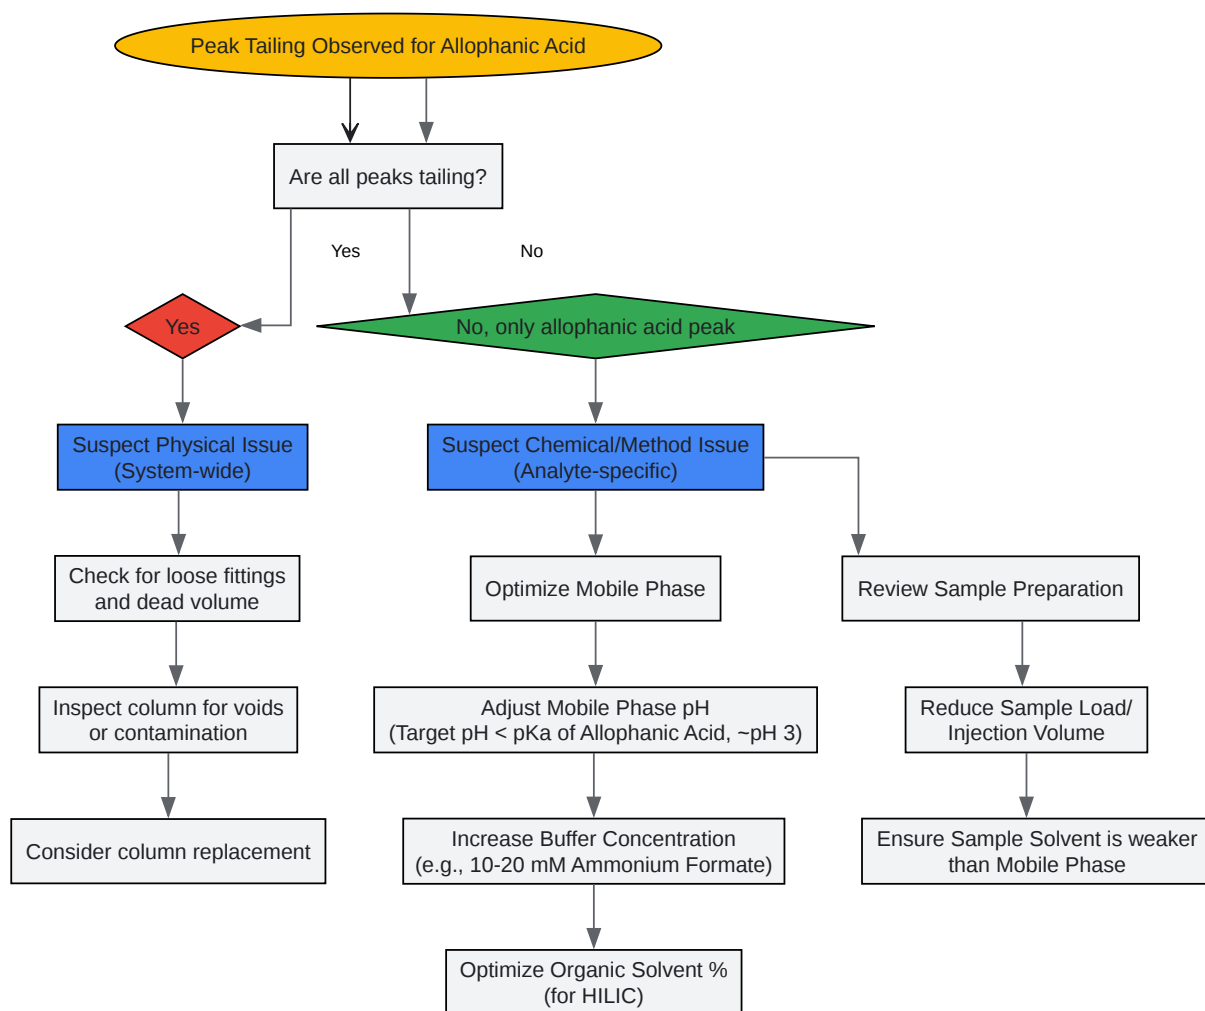 Peak Tailing Observed for Allophanic Acid
Are all peaks tailing?
Yes
No
Yes
No, only allophanic acid peak
Suspect Physical Issue
(System-wide)
Suspect Chemical/Method Issue
(Analyte-specific)
Check for loose fittings
and dead volume
Optimize Mobile Phase
Review Sample Preparation
Inspect column for voids
or contamination
Adjust Mobile Phase pH
(Target pH < pKa of Allophanic Acid, ~pH 3)
Reduce Sample Load/
Injection Volume
Consider column replacement
Increase Buffer Concentration
(e.g., 10-20 mM Ammonium Formate)
Ensure Sample Solvent is weaker
than Mobile Phase
Optimize Organic Solvent %
(for HILIC)